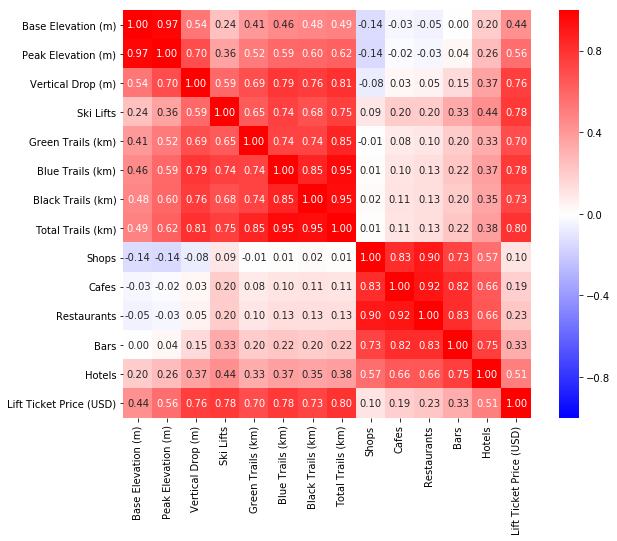 Base Elevation (m) 1.00 0.97 0.54 0.24 0.41 0.46 0.48 0.49 -0.14 -0.03 -0.05 0.00 0.20 0.44
Peak Elevation (m) 0.97 1.00 0.70 0.36 0.52 0.59 0.60 0.62 -0.14 -0.02 -0.03 0.04 0.26 0.56
Vertical Drop (m) 0.54 0.70 1.00 0.59 0.69 0.79 0.76 0.81 -0.08 0.03 0.05 0.15 0.37 0.76
Ski Lifts 0.24 0.36 0.59 1.00 0.65 0.74 0.68 0.75 0.09 0.20 0.20 0.33 0.44 0.78
Green Trails (km) 0.41 0.52 0.69 0.65 1.00 0.74 0.74 0.85 -0.01 0.08 0.10 0.20 0.33 0.70
Blue Trails (km) 0.46 0.59 0.79 0.74 0.74 1.00 0.85 0.95 0.01 0.10 0.13 0.22 0.37 0.78
Black Trails (km) 0.48 0.60 0.76 0.68 0.74 0.85 1.00 0.95 0.02 0.11 0.13 0.20 0.35 0.73
Total Trails (km) 0.49 0.62 0.81 0.75 0.85 0.95 0.95 1.00 0.01 0.11 0.13 0.22 0.38 0.80
Shops -0.14 -0.14 -0.08 0.09 -0.01 0.01 0.02 0.01 1.00 0.83 0.90 0.73 0.57 0.10
Cafes -0.03 -0.02 0.03 0.20 0.08 0.10 0.11 0.11 0.83 1.00 0.92 0.82 0.66 0.19
Restaurants -0.05 -0.03 0.05 0.20 0.10 0.13 0.13 0.13 0.90 0.92 1.00 0.83 0.66 0.23
Bars 0.00 0.04 0.15 0.33 0.20 0.22 0.20 0.22 0.73 0.82 0.83 1.00 0.75 0.33
Hotels 0.20 0.26 0.37 0.44 0.33 0.37 0.35 0.38 0.57 0.66 0.66 0.75 1.00 0.51
Lift Ticket Price (USD) 0.44 0.56 0.76 0.78 0.70 0.78 0.73 0.80 0.10 0.19 0.23 0.33 0.51 1.00
Base Elevation (m)
Peak Elevation (m)
Vertical Drop (m)
Ski Lifts
Green Trails (km)
Blue Trails (km)
Black Trails (km)
Total Trails (km)
Shops
Cafes
Restaurants
Bars
Hotels
Lift Ticket Price (USD)
0.8
0.4
0.0
−0.4
−0.8